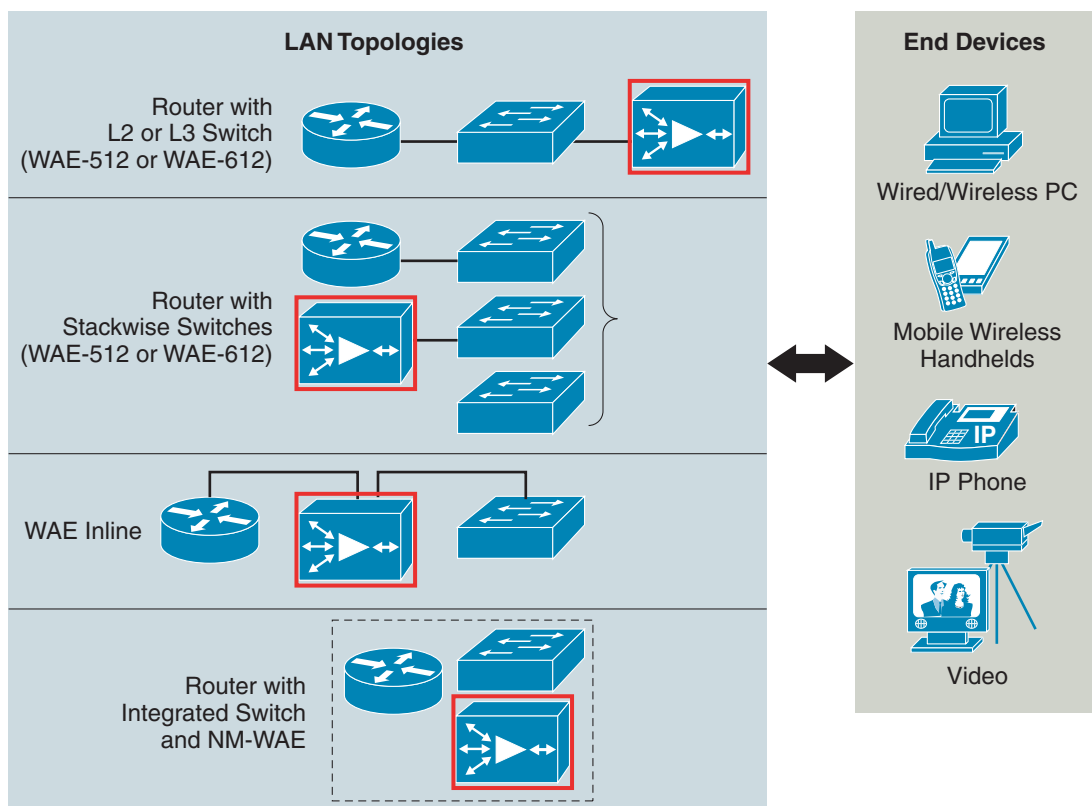 LAN Topologies
Router with
L2 or L3 Switch
(WAE-512 or WAE-612)
Router with
Stackwise Switches
(WAE-512 or WAE-612)
WAE Inline
Router with
Integrated Switch
and NM-WAE
End Devices
Wired/Wireless PC
Mobile Wireless
Handhelds
IP
IP Phone
Video